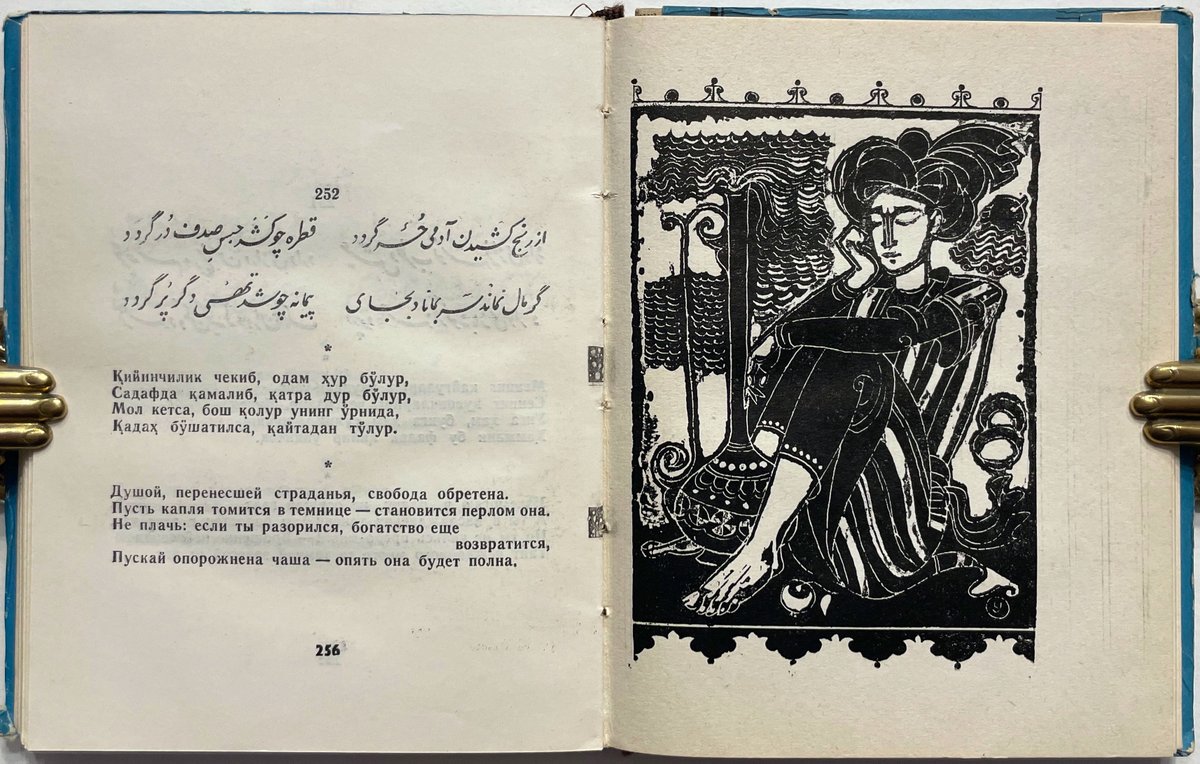 252
از رنج کشیدن آدمی حُر گردد قطره چو کشد حبس صدف دُر گردد
گر مال نماند سر بماناد بجای پیمانه چو شد تهی دگر پُر گردد
*
Қийинчилик чекиб, одам ҳур бўлур,
Садафда қамалиб, қатра дур бўлур,
Мол кетса, бош қолур унинг ўрнида,
Қадаҳ бўшатилса, қайтадан тўлур.
*
Душой, перенесшей страданья, свобода обретена.
Пусть капля томится в темнице — становится перлом она.
Не плачь: если ты разорился, богатство еще
возвратится,
Пускай опорожнена чаша — опять она будет полна.
256